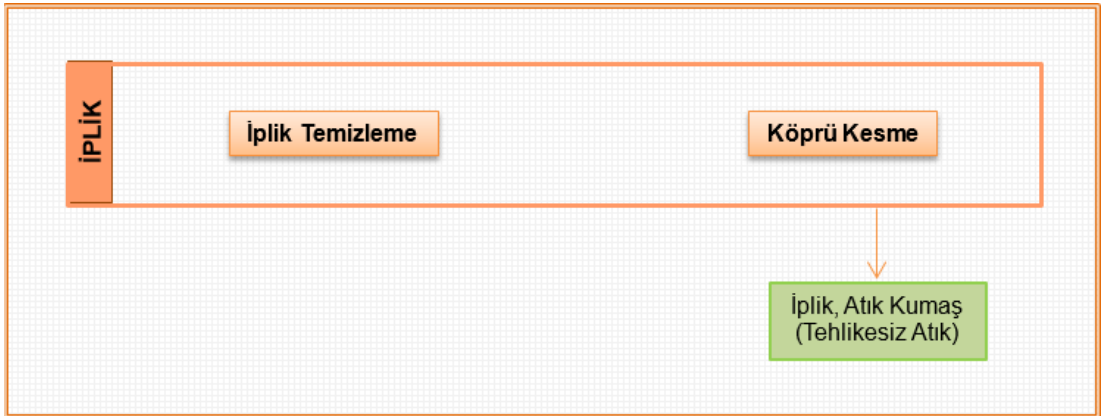 İPLİK
İplik Temizleme
Köprü Kesme
İplik, Atık Kumaş
(Tehlikesiz Atık)